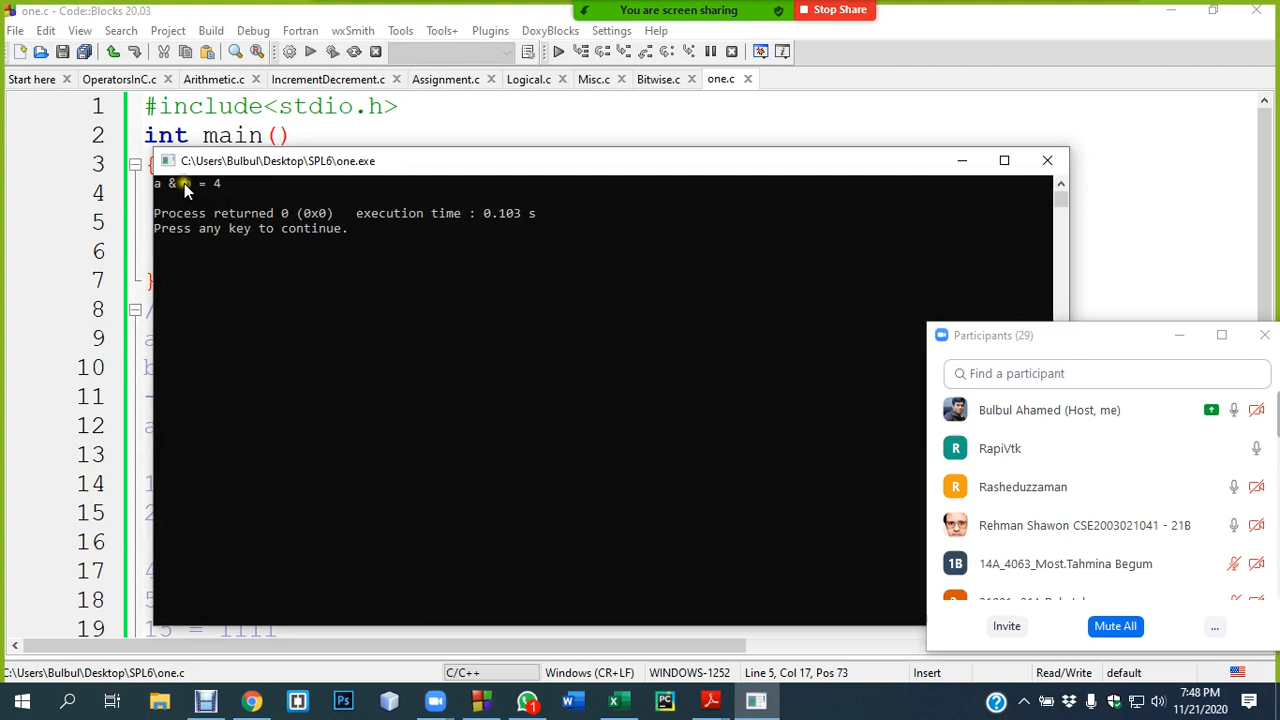 one.c - Code::Blocks 20.03
You are screen sharing
Stop Share
File Edit View Search Project Build Debug Fortran wxSmith Tools Tools+ Plugins DoxyBlocks Settings Help
Start here OperatorsInC.c Arithmetic.c IncrementDecrement.c Assignment.c Logical.c Misc.c Bitwise.c one.c
1 #include<stdio.h>
2 int main()
3
4
5
6
7 }
8
9
10
11
12
13
14
15
16
17
18
19 15 = 1111
C:\Users\Bulbul\Desktop\SPL6\one.exe
a & = 4
Process returned 0 (0x0) execution time : 0.103 s
Press any key to continue.
Participants (29)
Find a participant
Bulbul Ahamed (Host, me)
R RapiVtk
R Rasheduzzaman
Rehman Shawon CSE2003021041 - 21B
1B 14A_4063_Most.Tahmina Begum
Invite Mute All ...
C:\Users\Bulbul\Desktop\SPL6\one.c C/C++ Windows (CR+LF) WINDOWS-1252 Line 5, Col 17, Pos 73 Insert Read/Write default
7:48 PM
11/21/2020